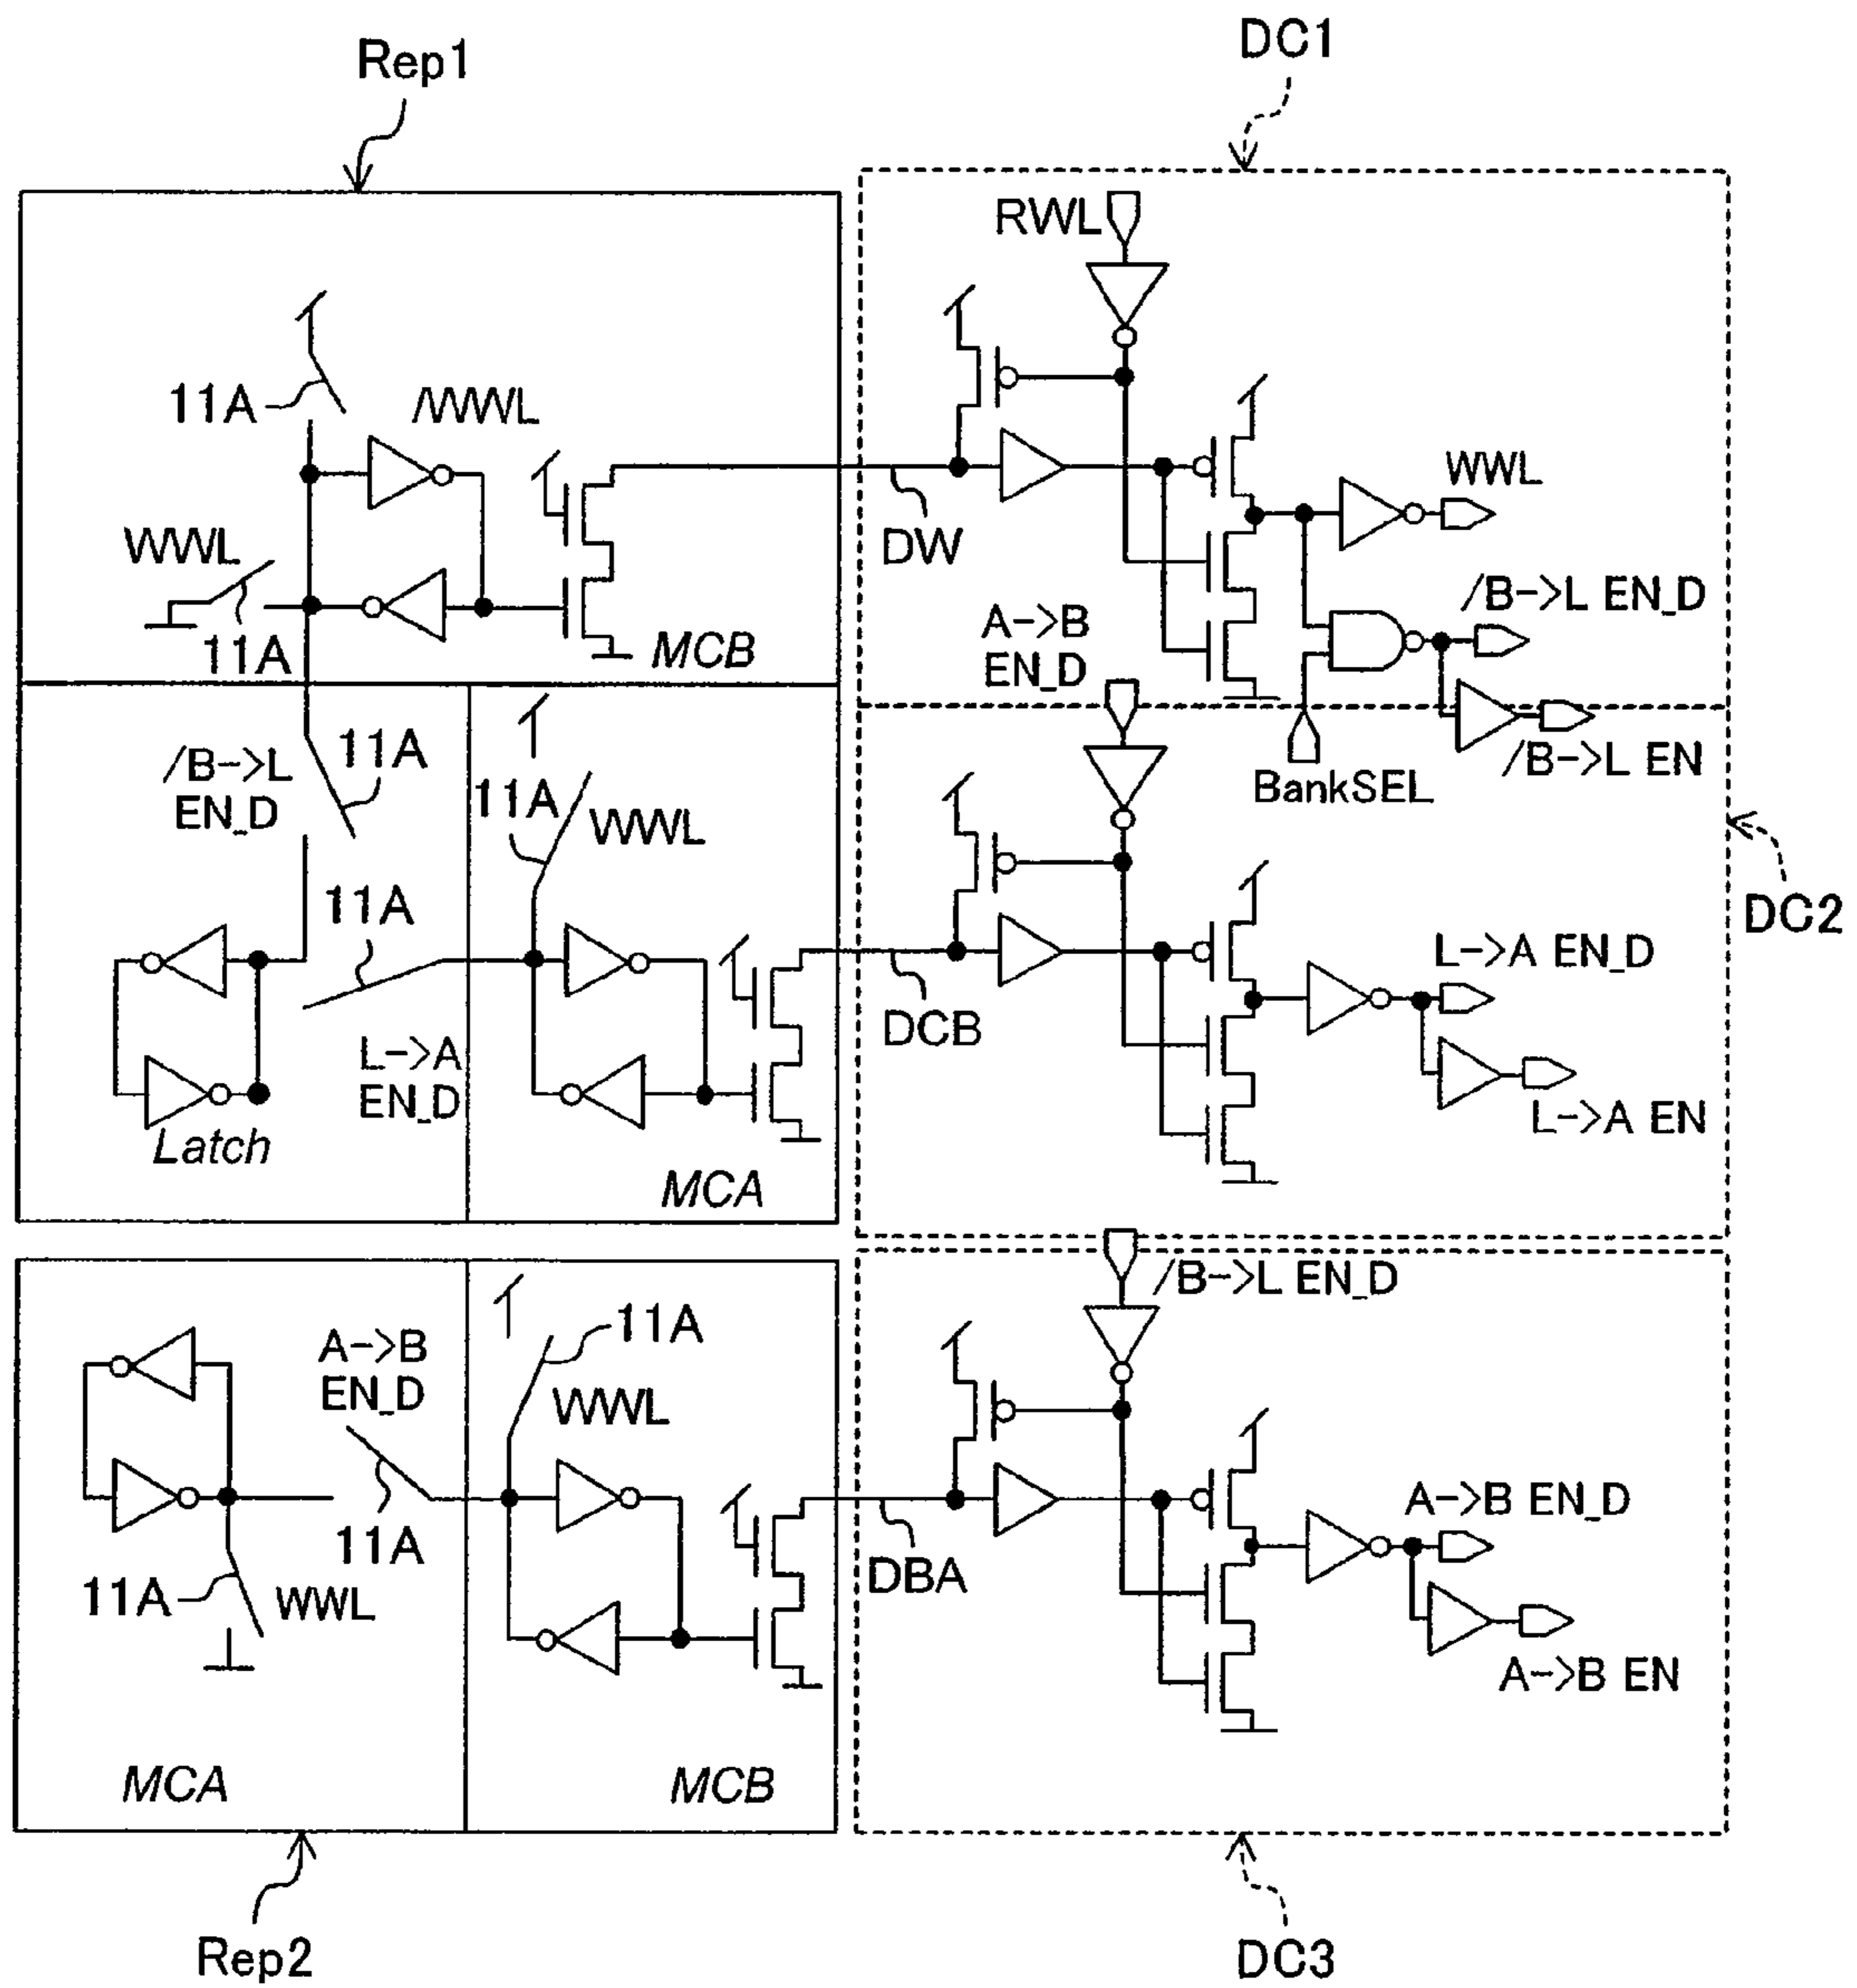 Rep1
DC1
RWL
11A
/WWL
WWL
WWL
DW
/B->L EN_D
11A
MCB
A->B
EN_D
/B->L EN
BankSEL
/B->L
EN_D
11A
11A
WWL
11A
DC2
L->A EN_D
DCB
L->A
EN_D
L->A EN
Latch
MCA
/B->L EN_D
A->B
EN_D
11A
WWL
A->B EN_D
11A
DBA
11A
WWL
A->B EN
MCA
MCB
Rep2
DC3